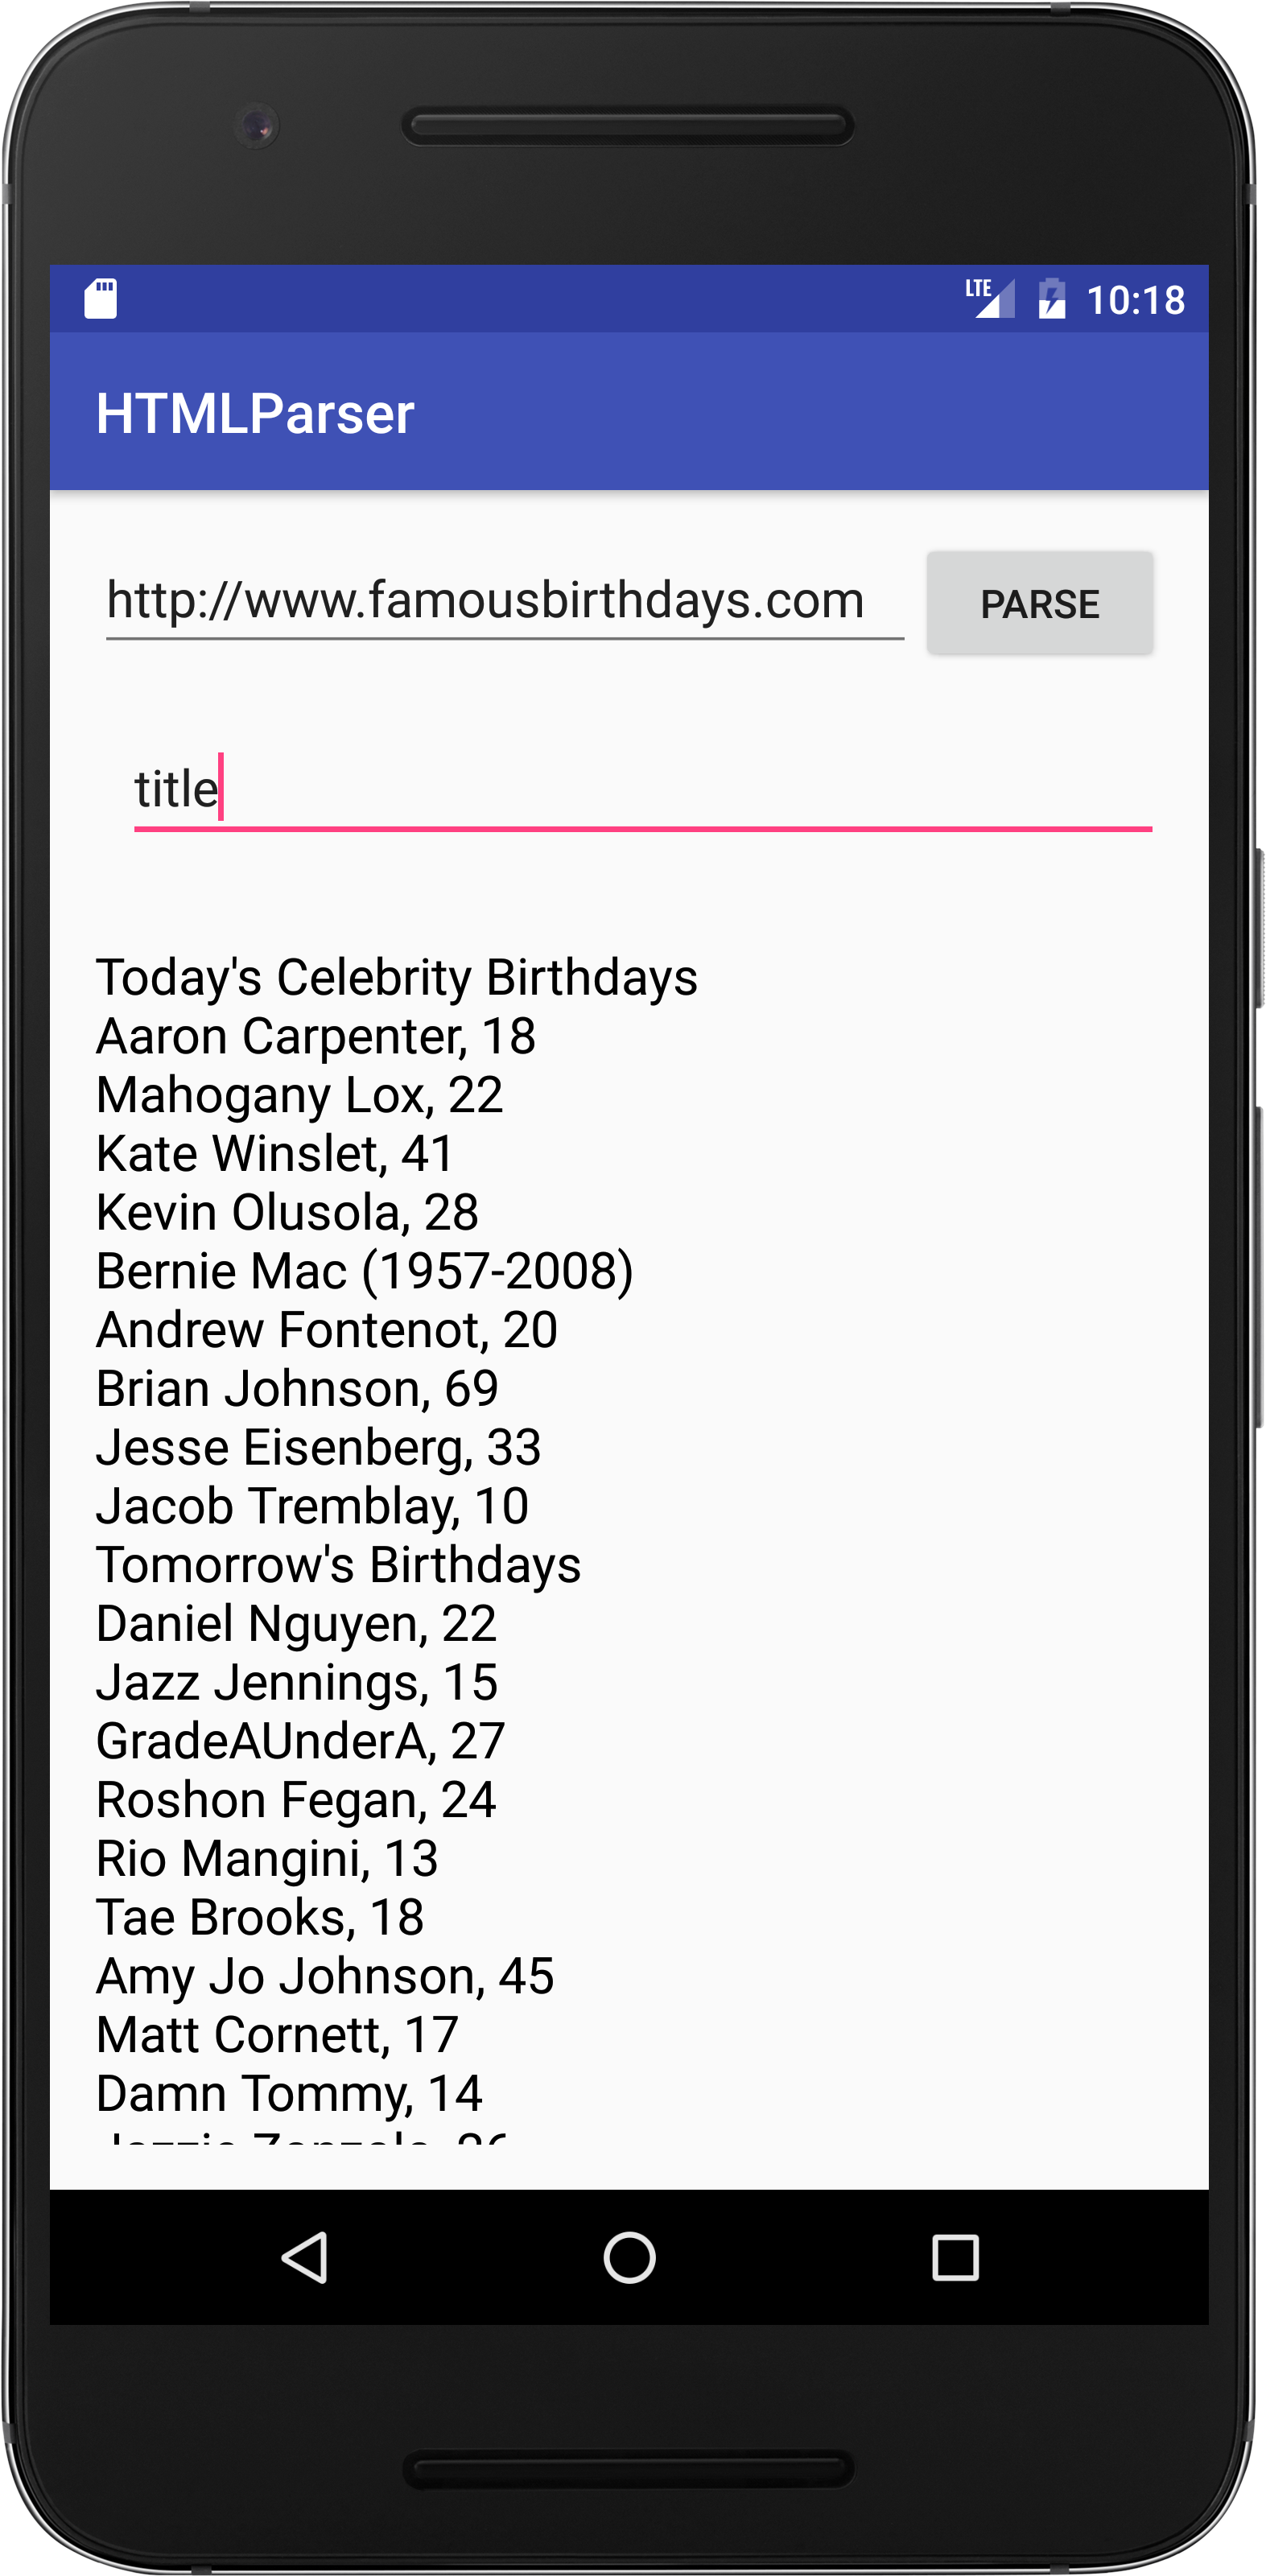 LTE 10:18
HTMLParser
http://www.famousbirthdays.com PARSE
title
Today's Celebrity Birthdays
Aaron Carpenter, 18
Mahogany Lox, 22
Kate Winslet, 41
Kevin Olusola, 28
Bernie Mac (1957-2008)
Andrew Fontenot, 20
Brian Johnson, 69
Jesse Eisenberg, 33
Jacob Tremblay, 10
Tomorrow's Birthdays
Daniel Nguyen, 22
Jazz Jennings, 15
GradeAUnderA, 27
Roshon Fegan, 24
Rio Mangini, 13
Tae Brooks, 18
Amy Jo Johnson, 45
Matt Cornett, 17
Damn Tommy, 14